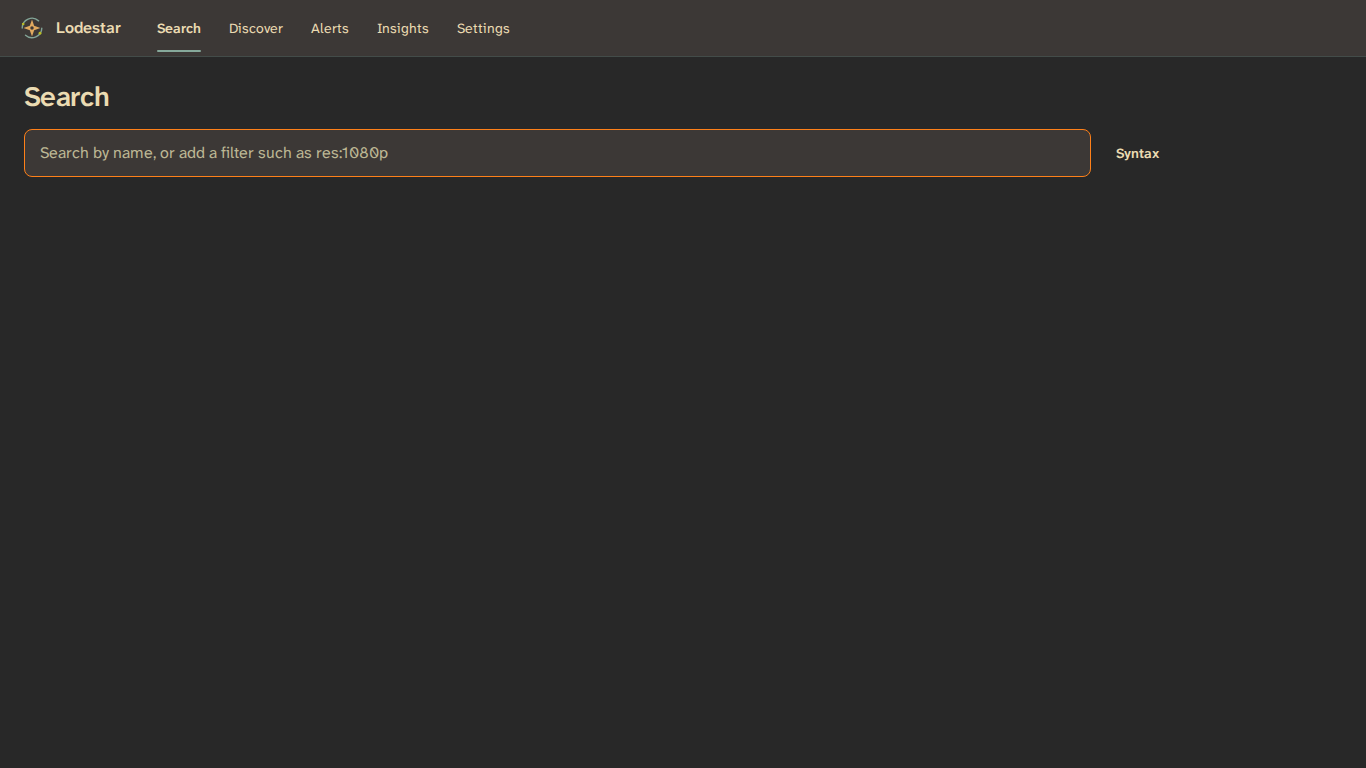 Lodestar Search Discover Alerts Insights Settings
Search
Search by name, or add a filter such as res:1080p Syntax